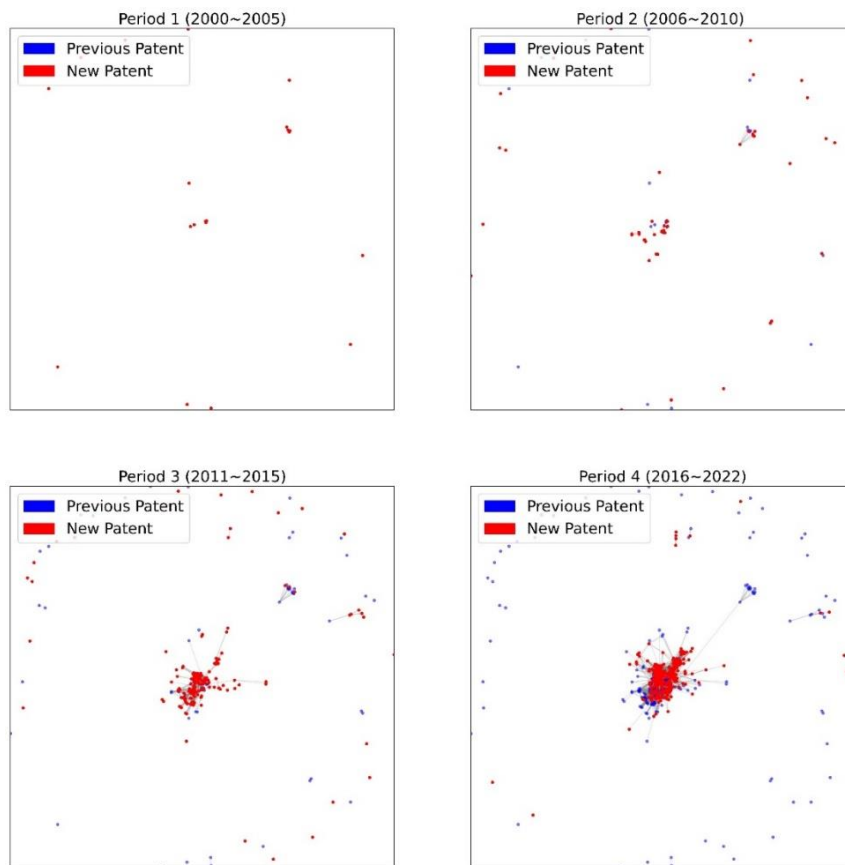 Period 1 (2000~2005)
Previous Patent
New Patent
Period 2 (2006~2010)
Previous Patent
New Patent
Period 3 (2011~2015)
Previous Patent
New Patent
Period 4 (2016~2022)
Previous Patent
New Patent